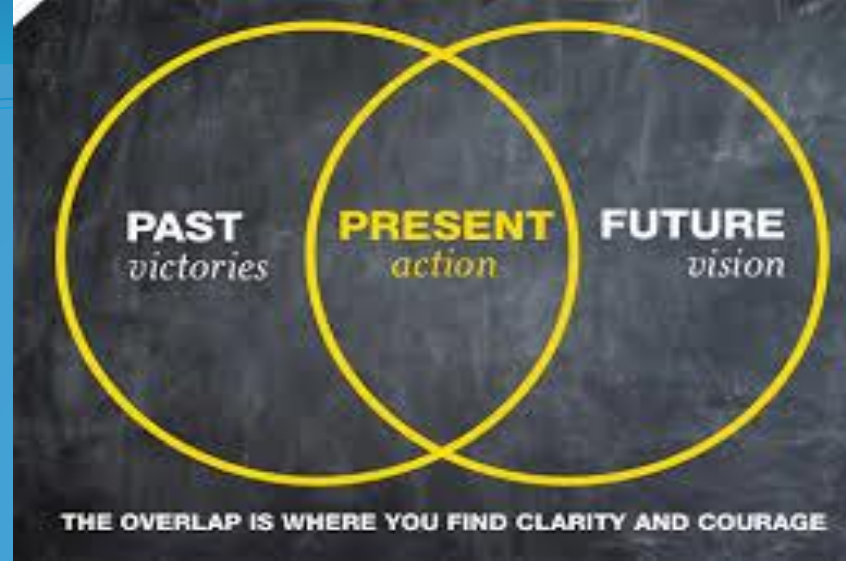 PAST
victories
PRESENT
action
FUTURE
vision
THE OVERLAP IS WHERE YOU FIND CLARITY AND COURAGE